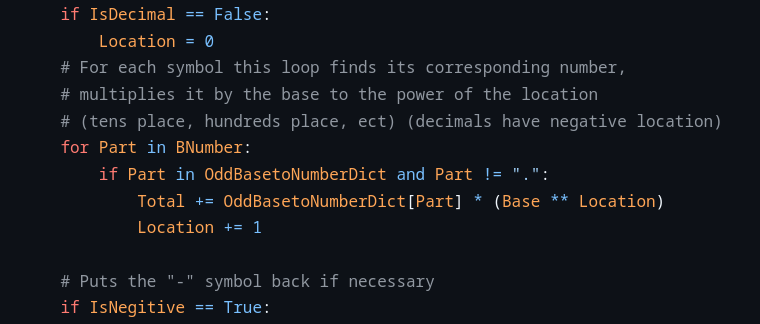 if IsDecimal == False:
Location = 0
# For each symbol this loop finds its corresponding number,
# multiplies it by the base to the power of the location
# (tens place, hundreds place, ect) (decimals have negative location)
for Part in BNumber:
if Part in OddBasetoNumberDict and Part != ".":
Total += OddBasetoNumberDict[Part] * (Base ** Location)
Location += 1
# Puts the "-" symbol back if necessary
if IsNegitive == True: